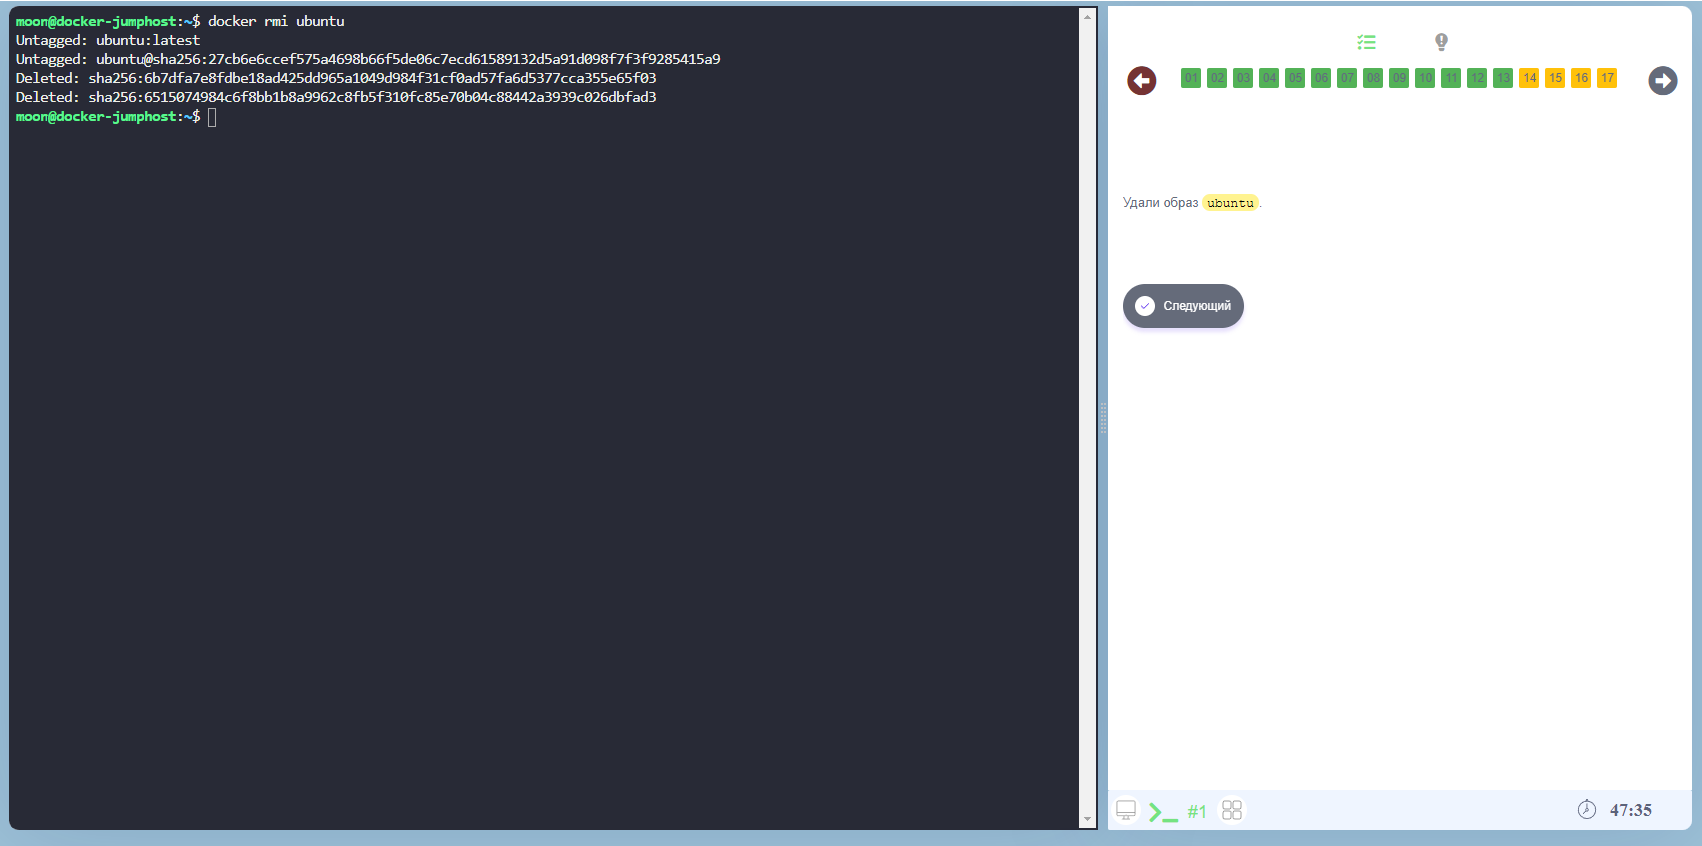 moon@docker-jumphost:~$ docker rmi ubuntu
Untagged: ubuntu:latest
Untagged: ubuntu@sha256:27cb6e6ccef575a4698b66f5de06c7ecd61589132d5a91d098f7f3f9285415a9
Deleted: sha256:6b7dfa7e8fdbe18ad425dd965a1049d984f31cf0ad57fa6d5377cca355e65f03
Deleted: sha256:6515074984c6f8bb1b8a9962c8fb5f310fc85e70b04c88442a3939c026dbfad3
moon@docker-jumphost:~$
01 02 03 04 05 06 07 08 09 10 11 12 13 14 15 16 17
Удали образ ubuntu.
Следующий
#1
47:35